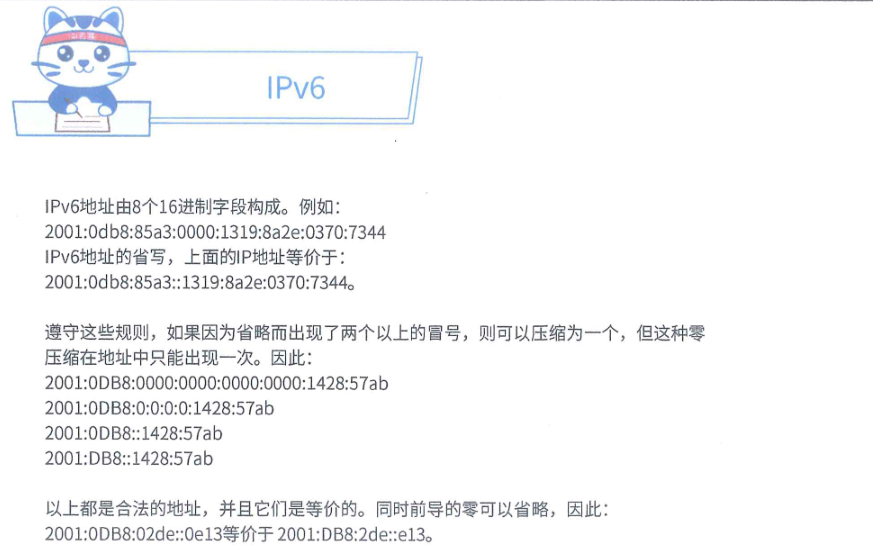 IPv6
IPv6地址由8个16进制字段构成。例如：
2001:0db8:85a3:0000:1319:8a2e:0370:7344
IPv6地址的省写，上面的IP地址等价于：
2001:0db8:85a3::1319:8a2e:0370:7344。
遵守这些规则，如果因为省略而出现了两个以上的冒号，则可以压缩为一个，但这种零
压缩在地址中只能出现一次。因此：
2001:0DB8:0000:0000:0000:0000:1428:57ab
2001:0DB8:0:0:0:0:1428:57ab
2001:0DB8::1428:57ab
2001:DB8::1428:57ab
以上都是合法的地址，并且它们是等价的。同时前导的零可以省略，因此：
2001:0DB8:02de::0e13等价于 2001:DB8:2de::e13。